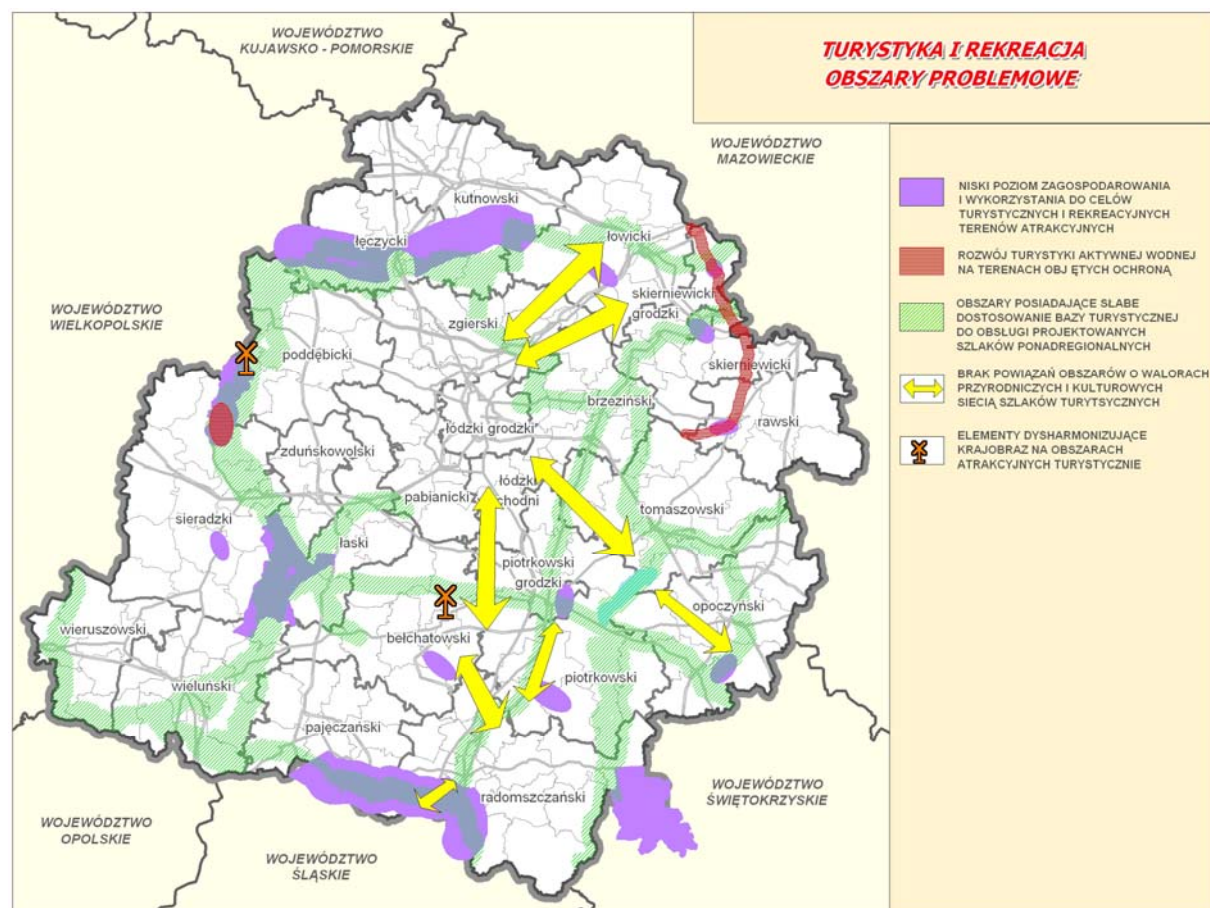 TURYSTYKA I REKREACJA
OBSZARY PROBLEMOWE
WOJEWÓDZTWO
KUJAWSKO - POMORSKIE
WOJEWÓDZTWO
MAZOWIECKIE
WOJEWÓDZTWO
WIELKOPOLSKIE
WOJEWÓDZTWO
OPOLSKIE
WOJEWÓDZTWO
ŚLĄSKIE
WOJEWÓDZTWO
ŚWIĘTOKRZYSKIE
kutnowski
łęczycki
łowicki
skierniewicki
grodzki
zgierski
poddębicki
skierniewicki
brzeziński
rawski
łódzki grodzki
zduńskowolski
łódzki
wschodni
pabianicki
tomaszowski
sieradzki
łaski
piotrkowski
grodzki
opoczyński
wieruszowski
bełchatowski
wieluński
piotrkowski
pajęczański
radomszczański
NISKI POZIOM ZAGOSPODAROWANIA
I WYKORZYSTANIA DO CELÓW
TURYSTYCZNYCH I REKREACYJNYCH
TERENÓW ATRAKCYJNYCH
ROZWÓJ TURYSTYKI AKTYWNEJ WODNEJ
NA TERENACH OBJ ĘTYCH OCHRONĄ
OBSZARY POSIADAJĄCE SŁABE
DOSTOSOWANIE BAZY TURYSTYCZNEJ
DO OBSŁUGI PROJEKTOWANYCH
SZLAKÓW PONADREGIONALNYCH
BRAK POWIĄZAŃ OBSZARÓW O WALORACH
PRZYRODNICZYCH I KULTUROWYCH
SIECIĄ SZLAKÓW TURYTSYCZNYCH
ELEMENTY DYSHARMONIZUJĄCE
KRAJOBRAZ NA OBSZARACH
ATRAKCYJNYCH TURYSTYCZNIE